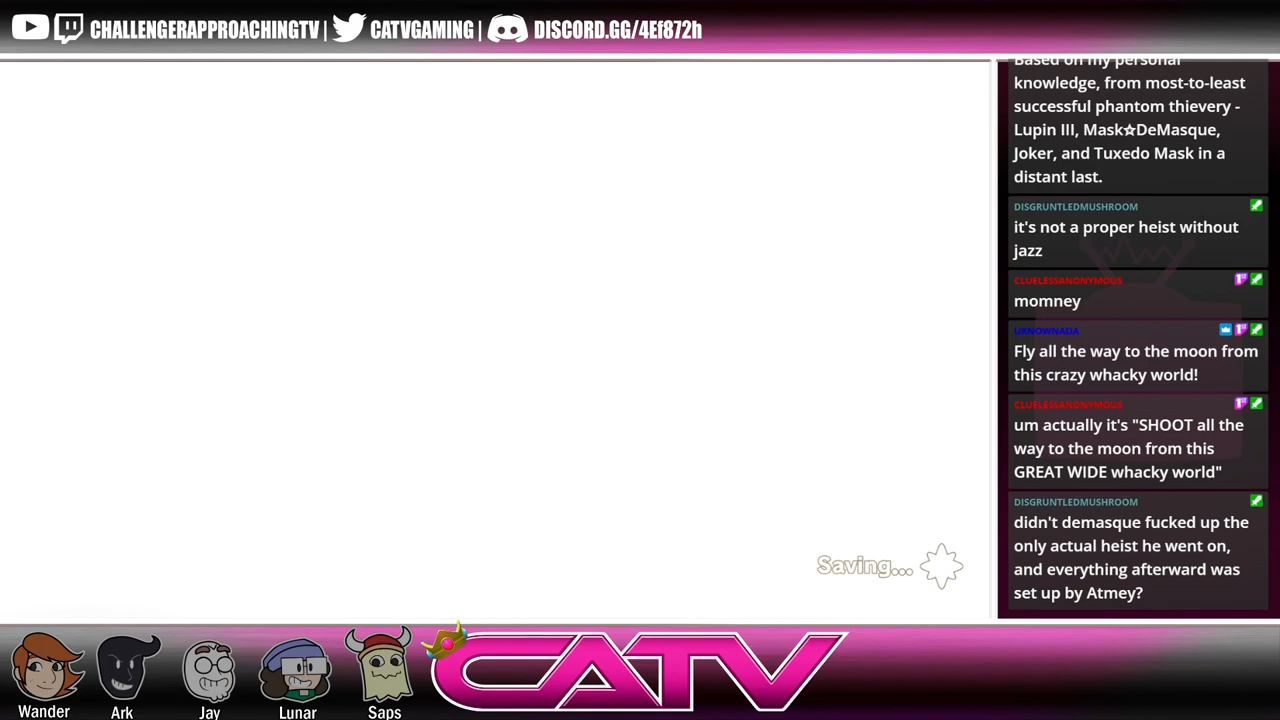 CHALLENGERAPPROACHINGTV | CATVGAMING | DISCORD.GG/4Ef872h
Based on my personal
knowledge, from most-to-least
successful phantom thievery -
Lupin III, Mask☆DeMasque,
Joker, and Tuxedo Mask in a
distant last.
DISGRUNTLEDMUSHROOM
it's not a proper heist without
jazz
CLUELESSANONYMOUS
momney
UKNOWNADA
Fly all the way to the moon from
this crazy whacky world!
CLUELESSANONYMOUS
um actually it's "SHOOT all the
way to the moon from this
GREAT WIDE whacky world"
DISGRUNTLEDMUSHROOM
didn't demasque fucked up the
only actual heist he went on,
and everything afterward was
set up by Atmey?
Saving...
Wander
Ark
Jay
Lunar
Saps
CATV